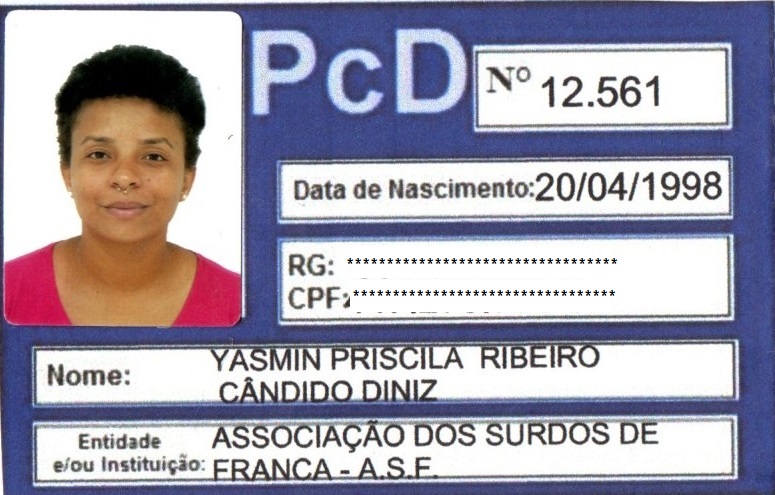 PcD
Nº 12.561
Data de Nascimento:20/04/1998
RG: **********************************
CPF: *********************************
Nome: YASMIN PRISCILA RIBEIRO
CÂNDIDO DINIZ
Entidade e/ou Instituição: ASSOCIAÇÃO DOS SURDOS DE
FRANCA - A.S.F.